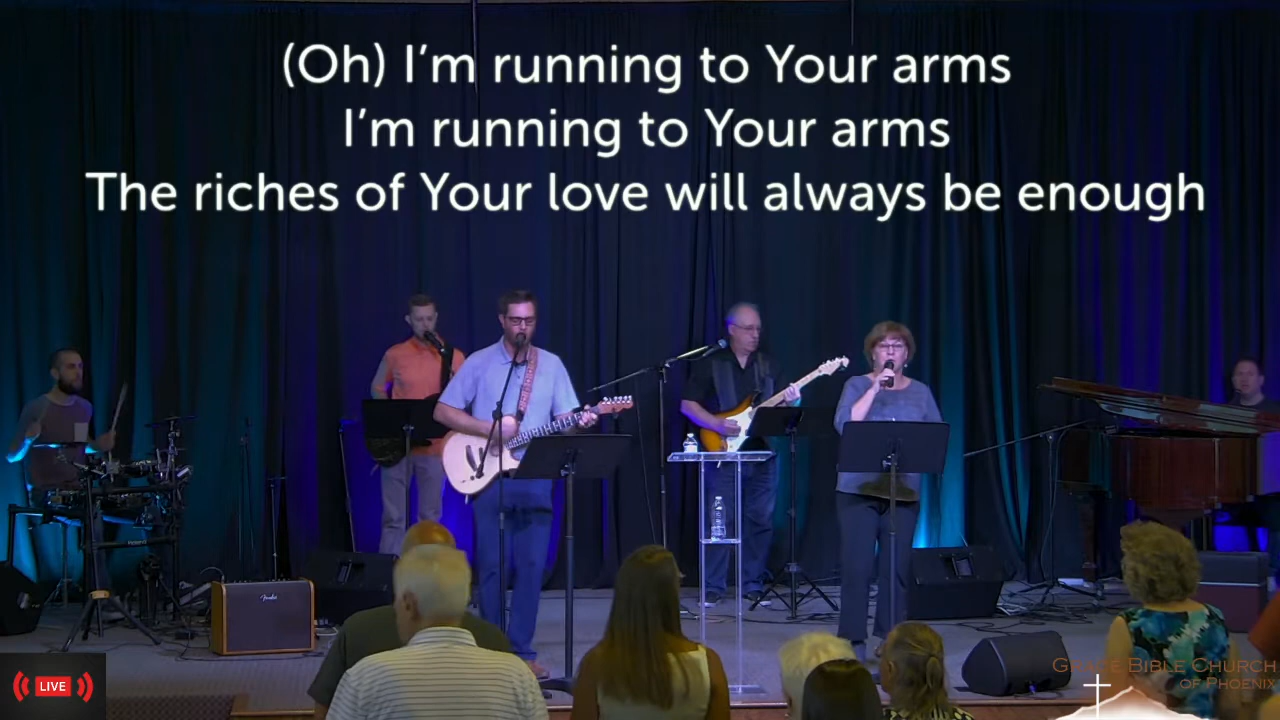 (Oh) I’m running to Your arms
I’m running to Your arms
The riches of Your love will always be enough
Fender
LIVE
Grace Bible Church
of Phoenix